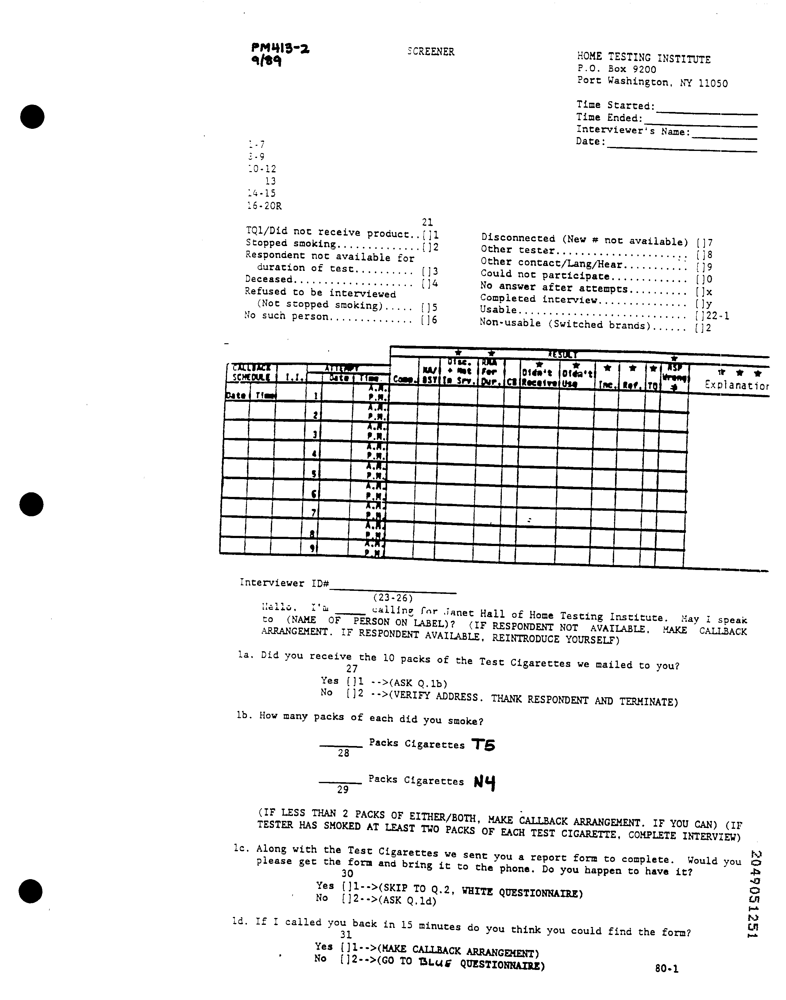 PM413-2
9/89
SCREENER
HOME TESTING INSTITUTE
P.O. Box 9200
Port Washington, NY 11050
Time Started:
Time Ended:
Interviewer's Name:
Date:
1-7
8-9
10-12
13
14-15
16-20R
21
TQ1/Did not receive product..[]1
Stopped smoking.............[]2
Respondent not available for
duration of test.......... []3
Deceased.................... []4
Refused to be interviewed
(Not stopped smoking)..... []5
No such person.............. []6
Disconnected (New # not available) []7
Other tester..................... []8
Other contact/Lang/Hear.......... []9
Could not participate............ []0
No answer after attempts......... []x
Completed interview.............. []y
Usable........................... []22-1
Non-usable (Switched brands)...... []2
RESULT
CALLBACK SCHEDULE I.I. ATTEMPT Date Time Comp. NA/BSY Disc. + Not In Srv. RNA For Dur. CB Didn't Receive Didn't Use Inc. Ref. TQ RSP Wrong # Explanation
Date Time
1 A.M. P.M.
2 A.M. P.M.
3 A.M. P.M.
4 A.M. P.M.
5 A.M. P.M.
6 A.M. P.M.
7 A.M. P.M.
8 A.M. P.M.
9 A.M. P.M.
Interviewer ID#
(23-26)
Hello. I'm _____ calling for Janet Hall of Home Testing Institute. May I speak
to (NAME OF PERSON ON LABEL)? (IF RESPONDENT NOT AVAILABLE, MAKE CALLBACK
ARRANGEMENT. IF RESPONDENT AVAILABLE, REINTRODUCE YOURSELF)
1a. Did you receive the 10 packs of the Test Cigarettes we mailed to you?
27
Yes []1 -->(ASK Q.1b)
No []2 -->(VERIFY ADDRESS. THANK RESPONDENT AND TERMINATE)
1b. How many packs of each did you smoke?
_____ Packs Cigarettes T5
28
_____ Packs Cigarettes N4
29
(IF LESS THAN 2 PACKS OF EITHER/BOTH, MAKE CALLBACK ARRANGEMENT. IF YOU CAN) (IF
TESTER HAS SMOKED AT LEAST TWO PACKS OF EACH TEST CIGARETTE, COMPLETE INTERVIEW)
1c. Along with the Test Cigarettes we sent you a report form to complete. Would you
please get the form and bring it to the phone. Do you happen to have it?
30
Yes []1-->(SKIP TO Q.2, WHITE QUESTIONNAIRE)
No []2-->(ASK Q.1d)
1d. If I called you back in 15 minutes do you think you could find the form?
31
Yes []1-->(MAKE CALLBACK ARRANGEMENT)
No []2-->(GO TO BLUE QUESTIONNAIRE)
80-1
2049051251